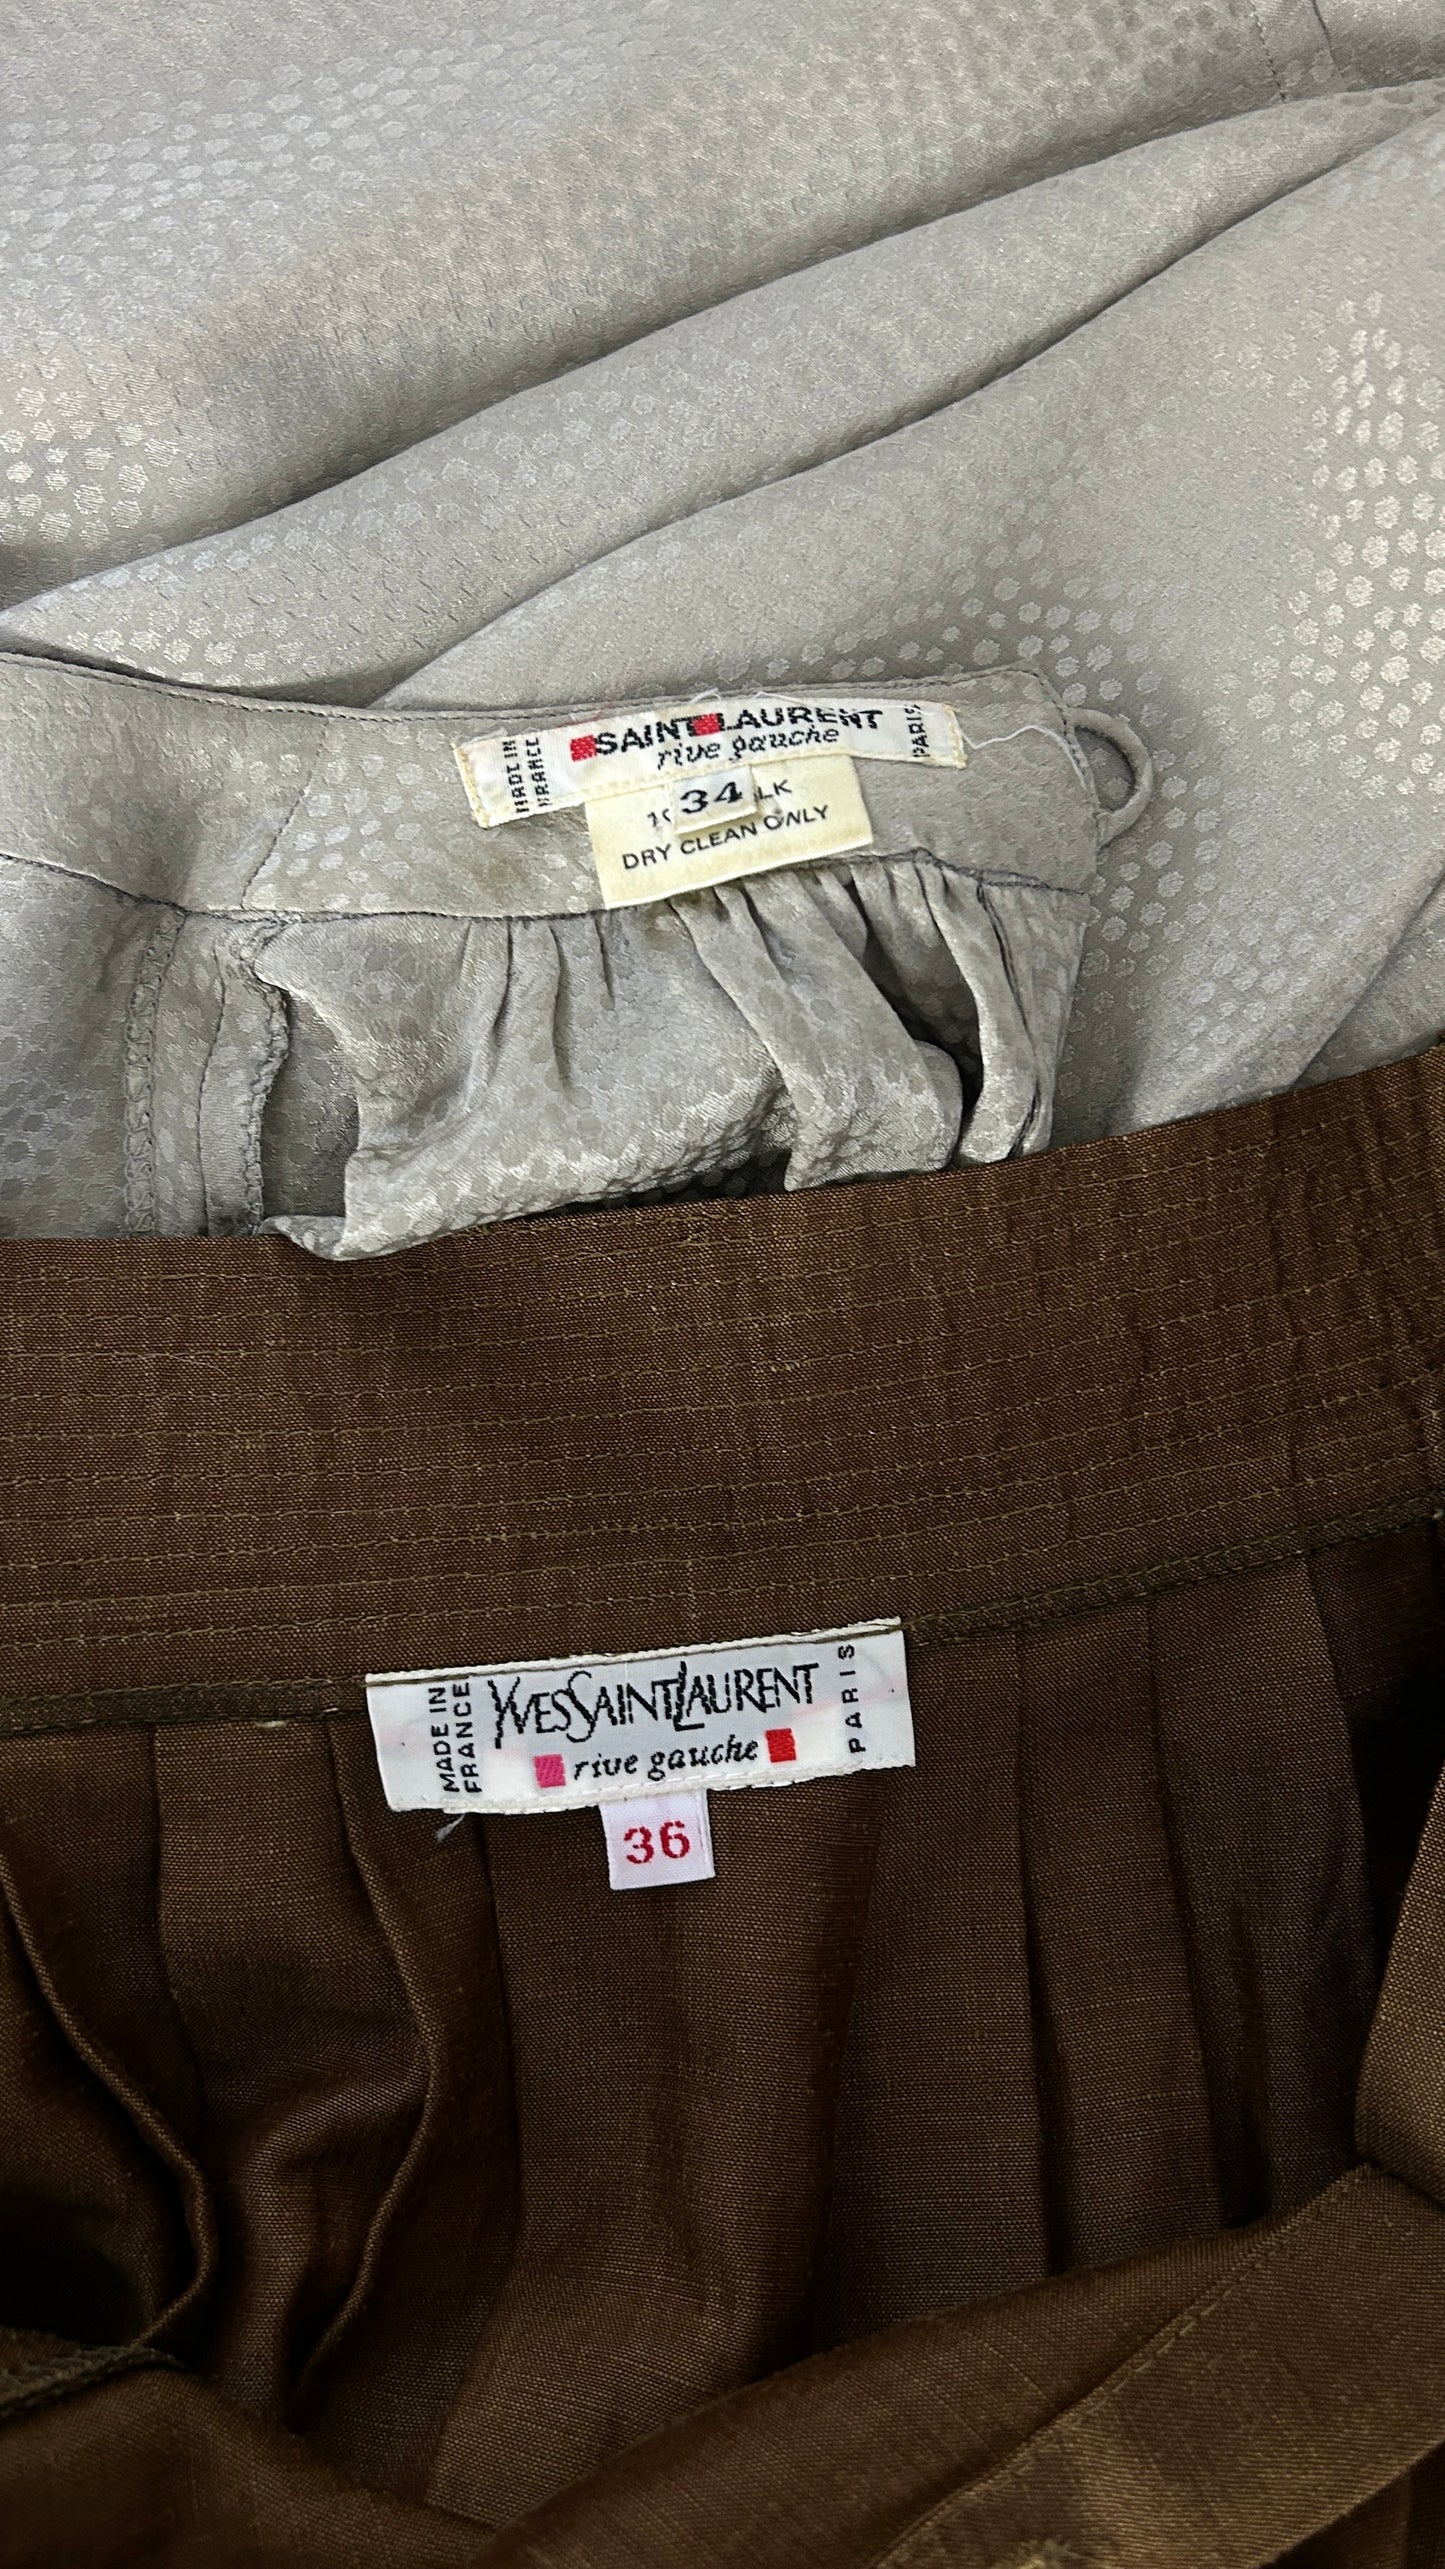 MADE IN
FRANCE
SAINT LAURENT
rive gauche
PARIS
34
DRY CLEAN ONLY
MADE IN
FRANCE
YVESSAINTLAURENT
rive gauche
PARIS
36